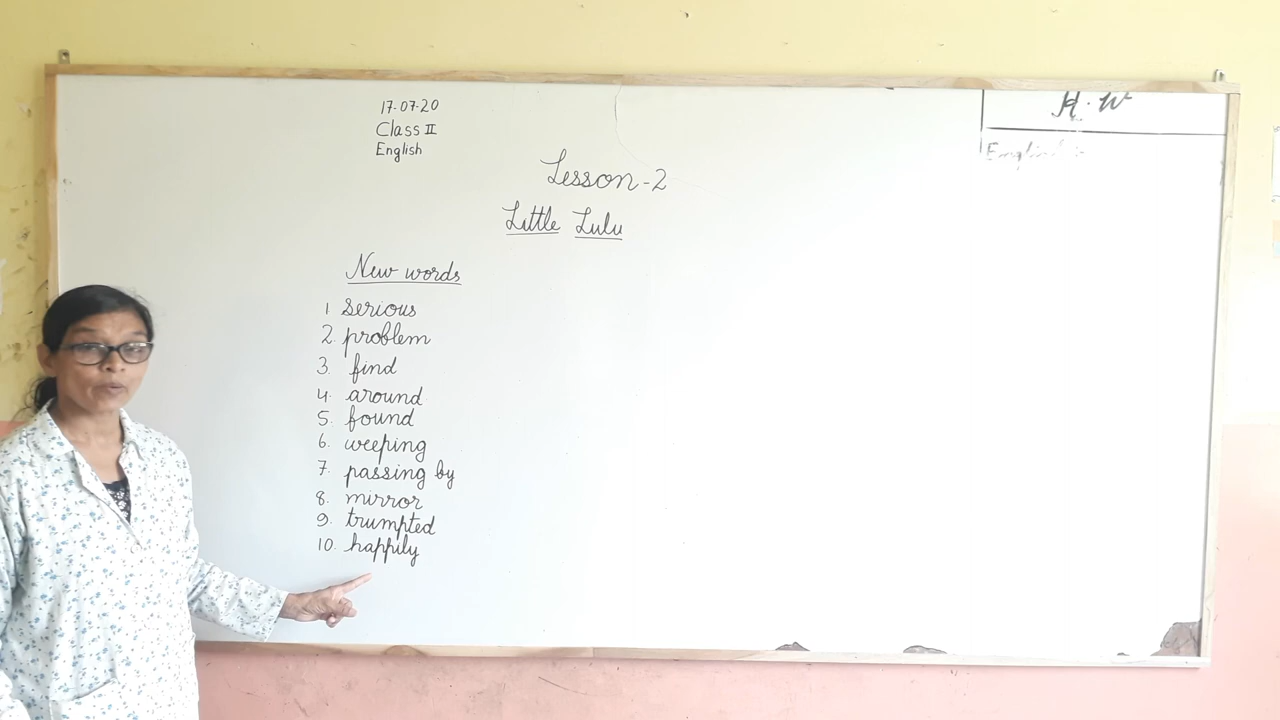 17-07-20
Class II
English
H.W
English :-
Lesson-2
Little Lulu
New words
1 serious
2. problem
3. find
4. around
5. found
6. weeping
7. passing by
8. mirror
9. trumpted
10. happily